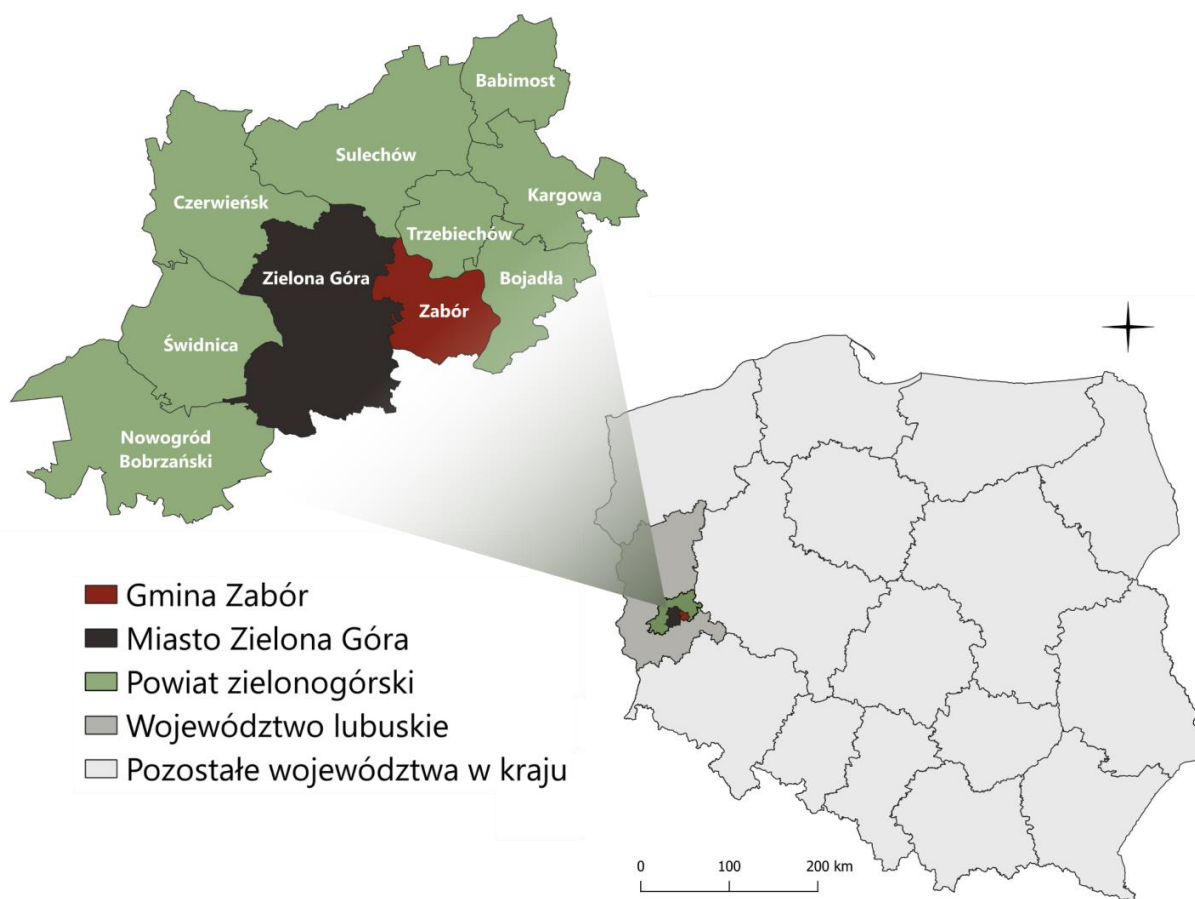 Babimost
Sulechów
Kargowa
Czerwieńsk
Trzebiechów
Zielona Góra
Bojadła
Zabór
Świdnica
Nowogród
Bobrzański
Gmina Zabór
Miasto Zielona Góra
Powiat zielonogórski
Województwo lubuskie
Pozostałe województwa w kraju
0 100 200 km